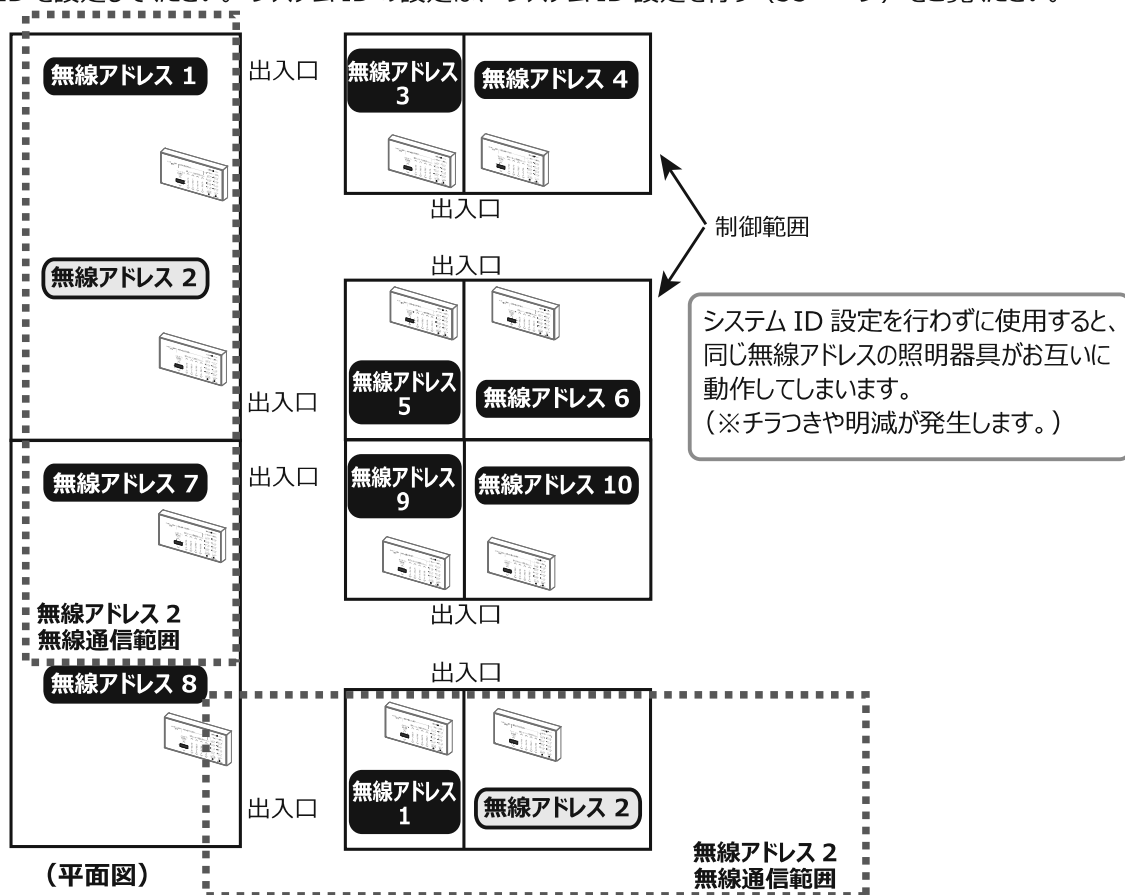 無線アドレス 1
出入口
無線アドレス
3
無線アドレス 4
出入口
制御範囲
無線アドレス 2
出入口
システム ID 設定を行わずに使用すると、
同じ無線アドレスの照明器具がお互いに
動作してしまいます。
（※チラつきや明減が発生します。）
出入口
無線アドレス
5
無線アドレス 6
無線アドレス 7
出入口
無線アドレス
9
無線アドレス 10
無線アドレス 2
無線通信範囲
出入口
出入口
無線アドレス 8
出入口
無線アドレス
1
無線アドレス 2
無線アドレス 2
無線通信範囲
（平面図）